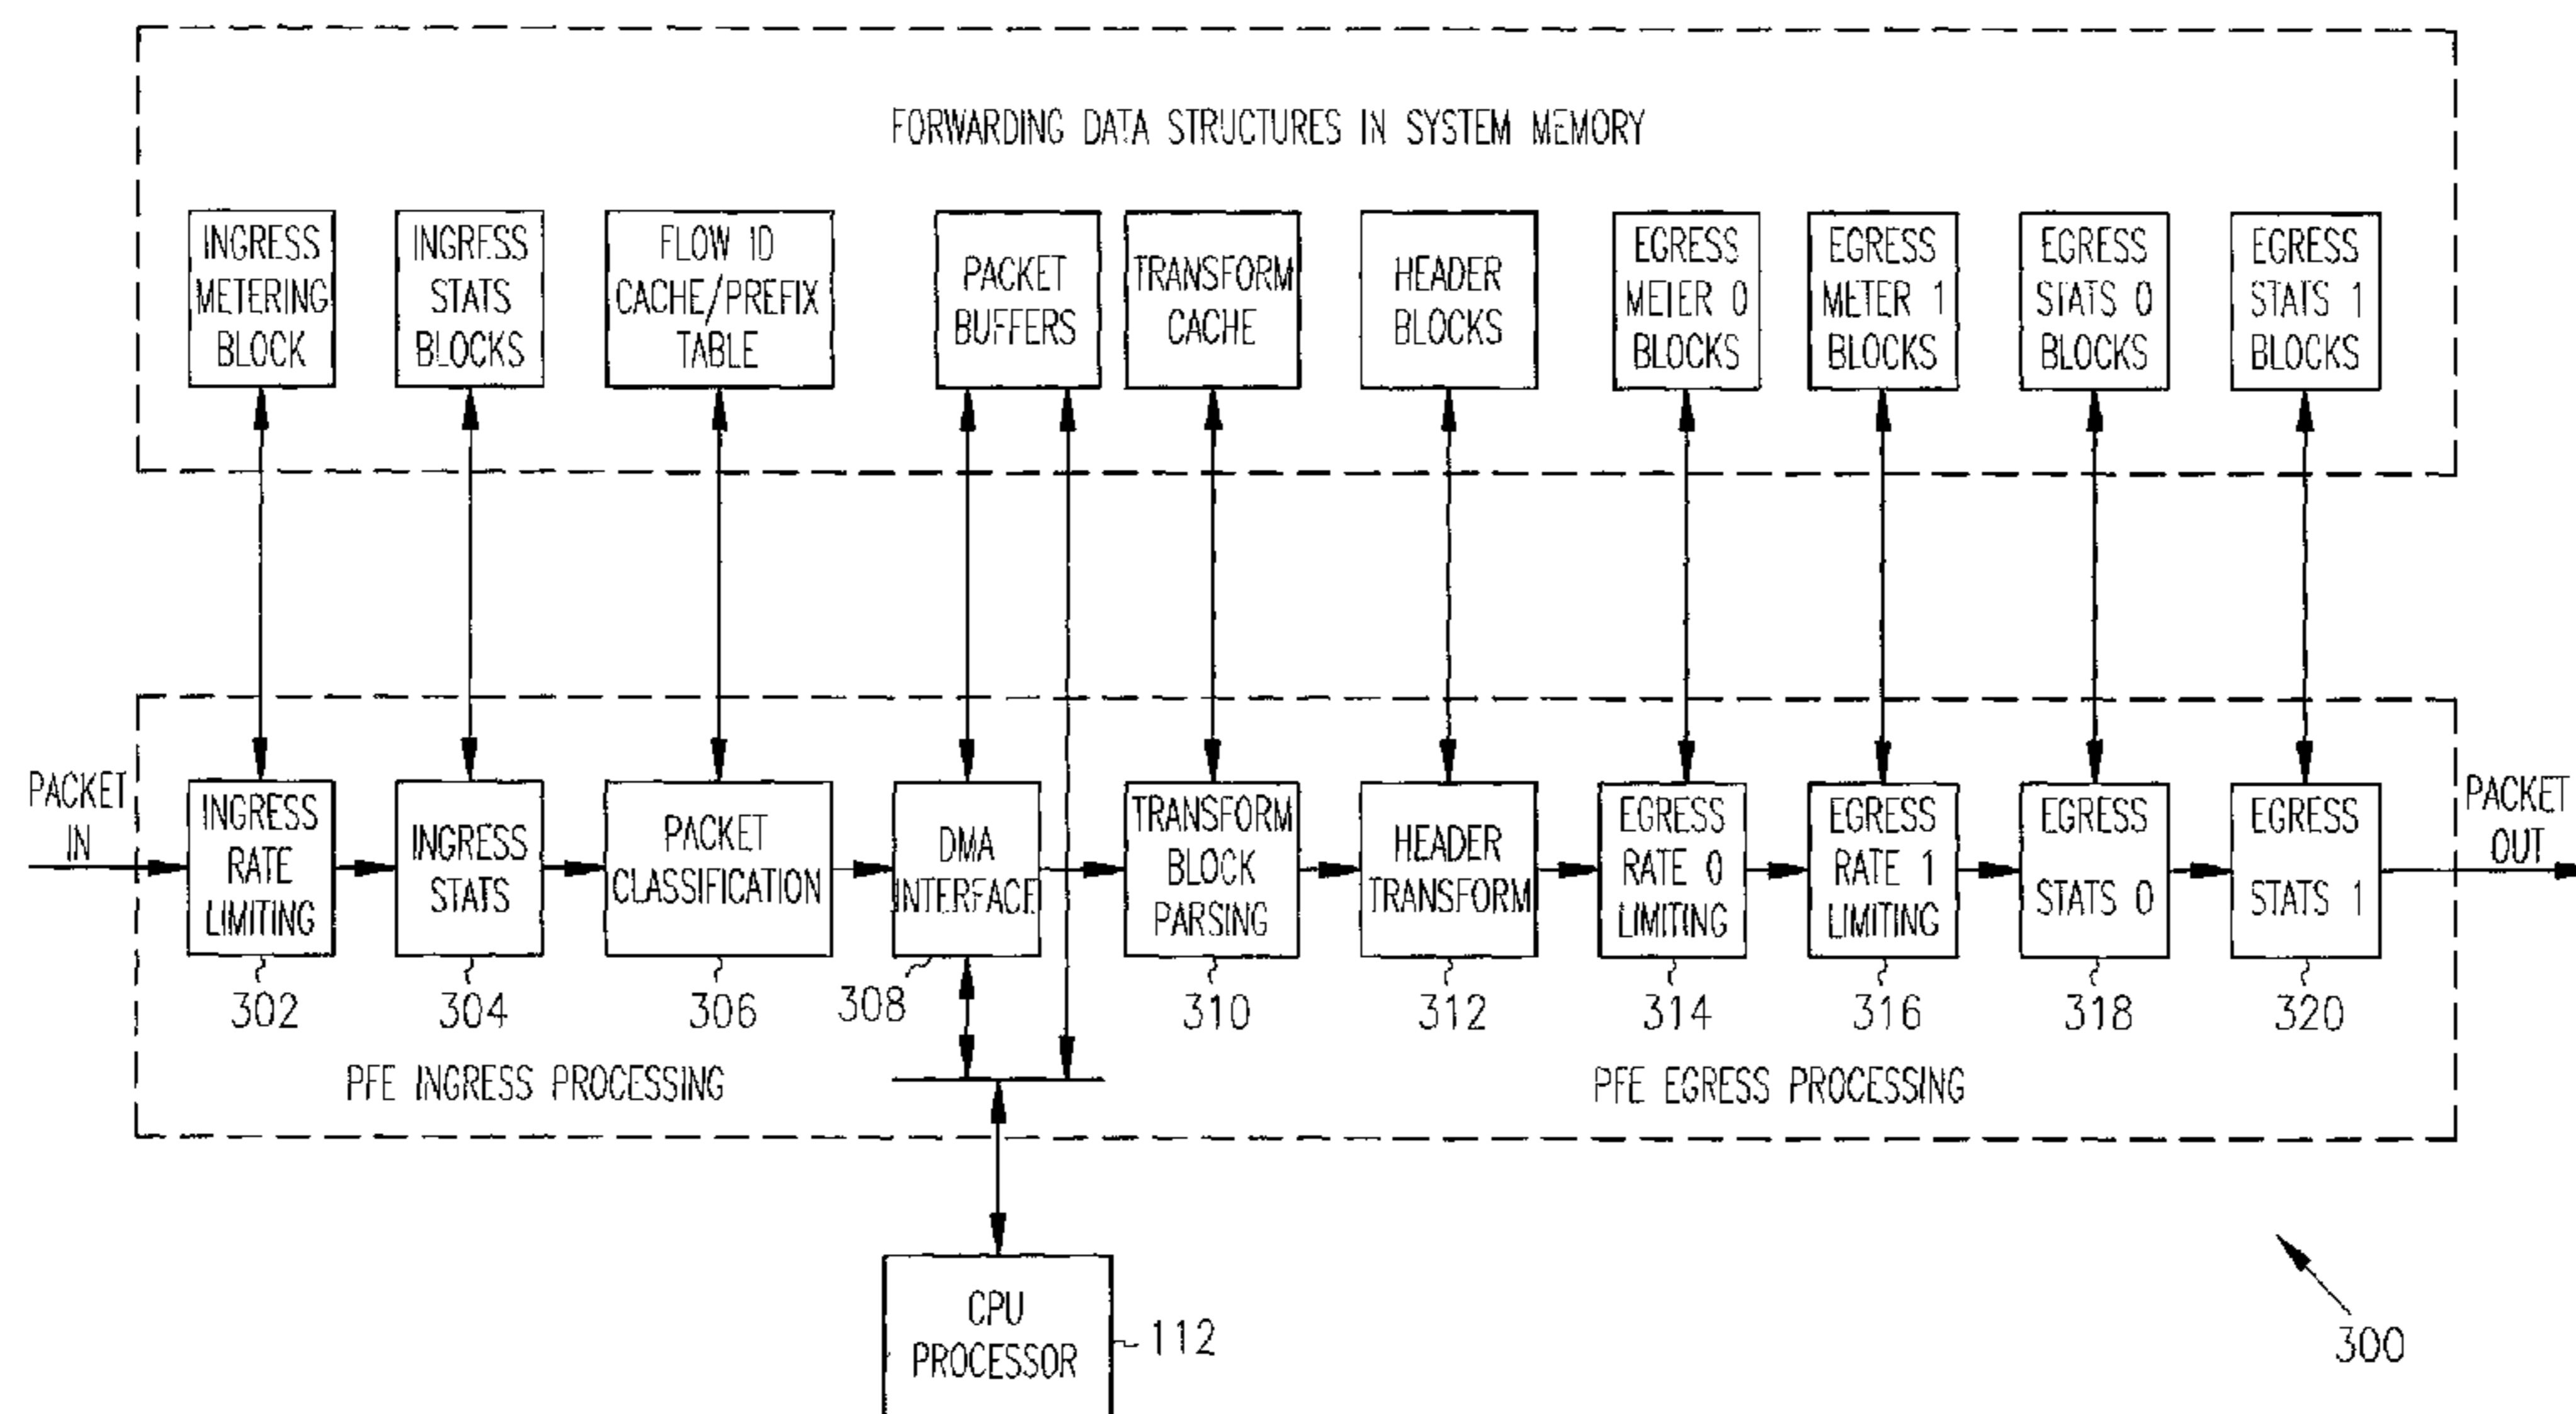 FORWARDING DATA STRUCTURES IN SYSTEM MEMORY
INGRESS
METERING
BLOCK
INGRESS
STATS
BLOCKS
FLOW ID
CACHE/PREFIX
TABLE
PACKET
BUFFERS
TRANSFORM
CACHE
HEADER
BLOCKS
EGRESS
METER 0
BLOCKS
EGRESS
METER 1
BLOCKS
EGRESS
STATS 0
BLOCKS
EGRESS
STATS 1
BLOCKS
PACKET
IN
INGRESS
RATE
LIMITING
INGRESS
STATS
PACKET
CLASSIFICATION
DMA
INTERFACE
TRANSFORM
BLOCK
PARSING
HEADER
TRANSFORM
EGRESS
RATE 0
LIMITING
EGRESS
RATE 1
LIMITING
EGRESS
STATS 0
EGRESS
STATS 1
PACKET
OUT
302
304
306
308
310
312
314
316
318
320
PFE INGRESS PROCESSING
PFE EGRESS PROCESSING
CPU
PROCESSOR
112
300